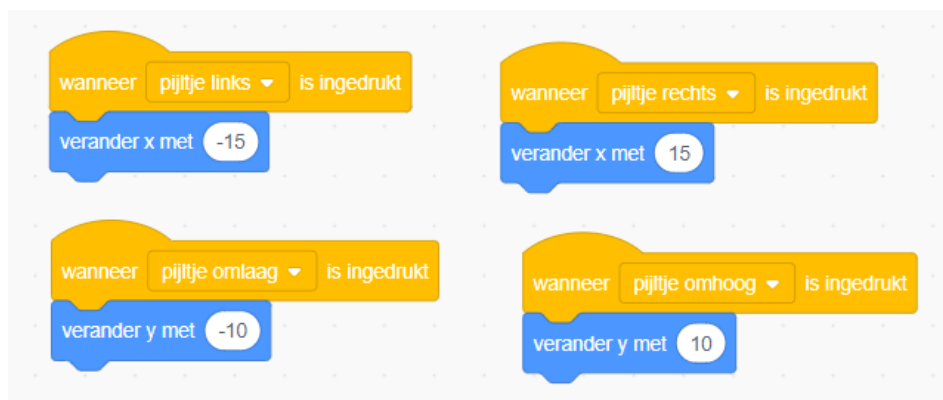 wanneer pijltje links is ingedrukt
verander x met -15
wanneer pijltje rechts is ingedrukt
verander x met 15
wanneer pijltje omlaag is ingedrukt
verander y met -10
wanneer pijltje omhoog is ingedrukt
verander y met 10